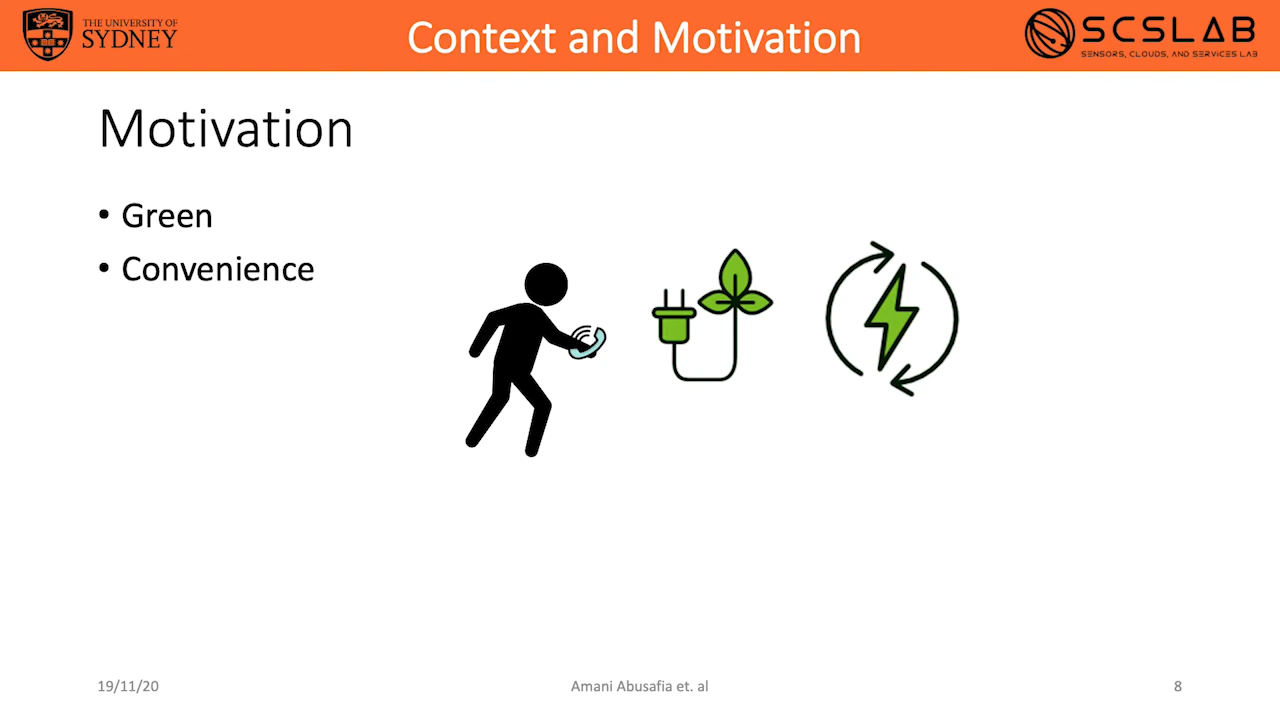 THE UNIVERSITY OF
SYDNEY
Context and Motivation
SCSLAB
SENSORS, CLOUDS, AND SERVICES LAB
Motivation
• Green
• Convenience
19/11/20
Amani Abusafia et. al
8